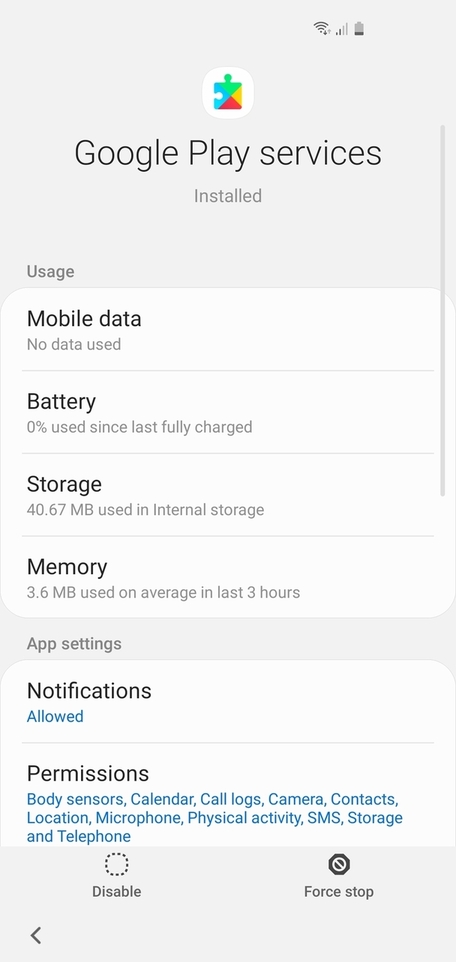 Google Play services
Installed
Usage
Mobile data
No data used
Battery
0% used since last fully charged
Storage
40.67 MB used in Internal storage
Memory
3.6 MB used on average in last 3 hours
App settings
Notifications
Allowed
Permissions
Body sensors, Calendar, Call logs, Camera, Contacts,
Location, Microphone, Physical activity, SMS, Storage
and Telephone
Disable
Force stop